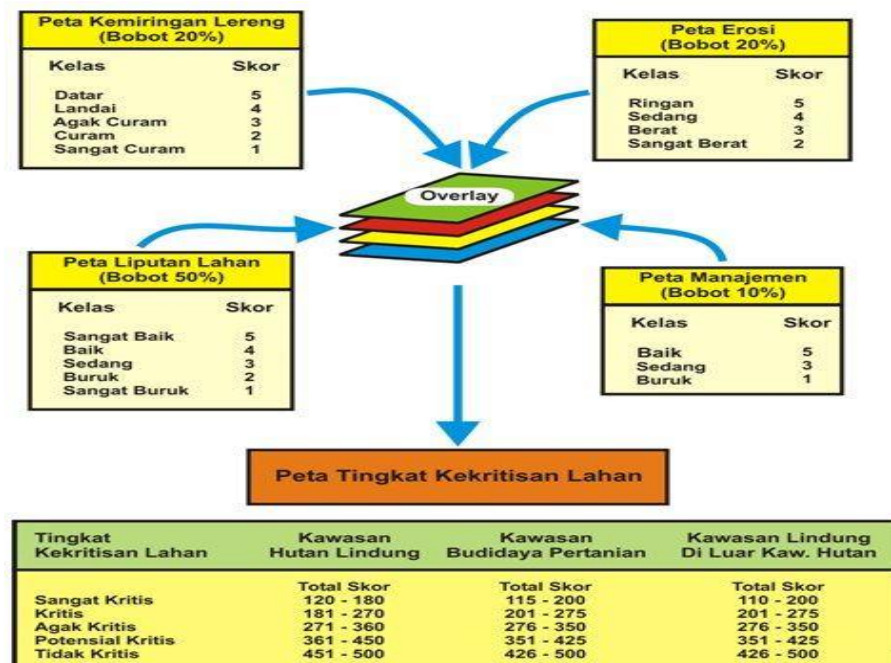 Peta Kemiringan Lereng
(Bobot 20%)
Kelas Skor
Datar 5
Landai 4
Agak Curam 3
Curam 2
Sangat Curam 1
Peta Erosi
(Bobot 20%)
Kelas Skor
Ringan 5
Sedang 4
Berat 3
Sangat Berat 2
Overlay
Peta Liputan Lahan
(Bobot 50%)
Kelas Skor
Sangat Baik 5
Baik 4
Sedang 3
Buruk 2
Sangat Buruk 1
Peta Manajemen
(Bobot 10%)
Kelas Skor
Baik 5
Sedang 3
Buruk 1
Peta Tingkat Kekritisan Lahan
Tingkat Kawasan Kawasan Kawasan Lindung
Kekritisan Lahan Hutan Lindung Budidaya Pertanian Di Luar Kaw. Hutan
Total Skor Total Skor Total Skor
Sangat Kritis 120 - 180 115 - 200 110 - 200
Kritis 181 - 270 201 - 275 201 - 275
Agak Kritis 271 - 360 276 - 350 276 - 350
Potensial Kritis 361 - 450 351 - 425 351 - 425
Tidak Kritis 451 - 500 426 - 500 426 - 500